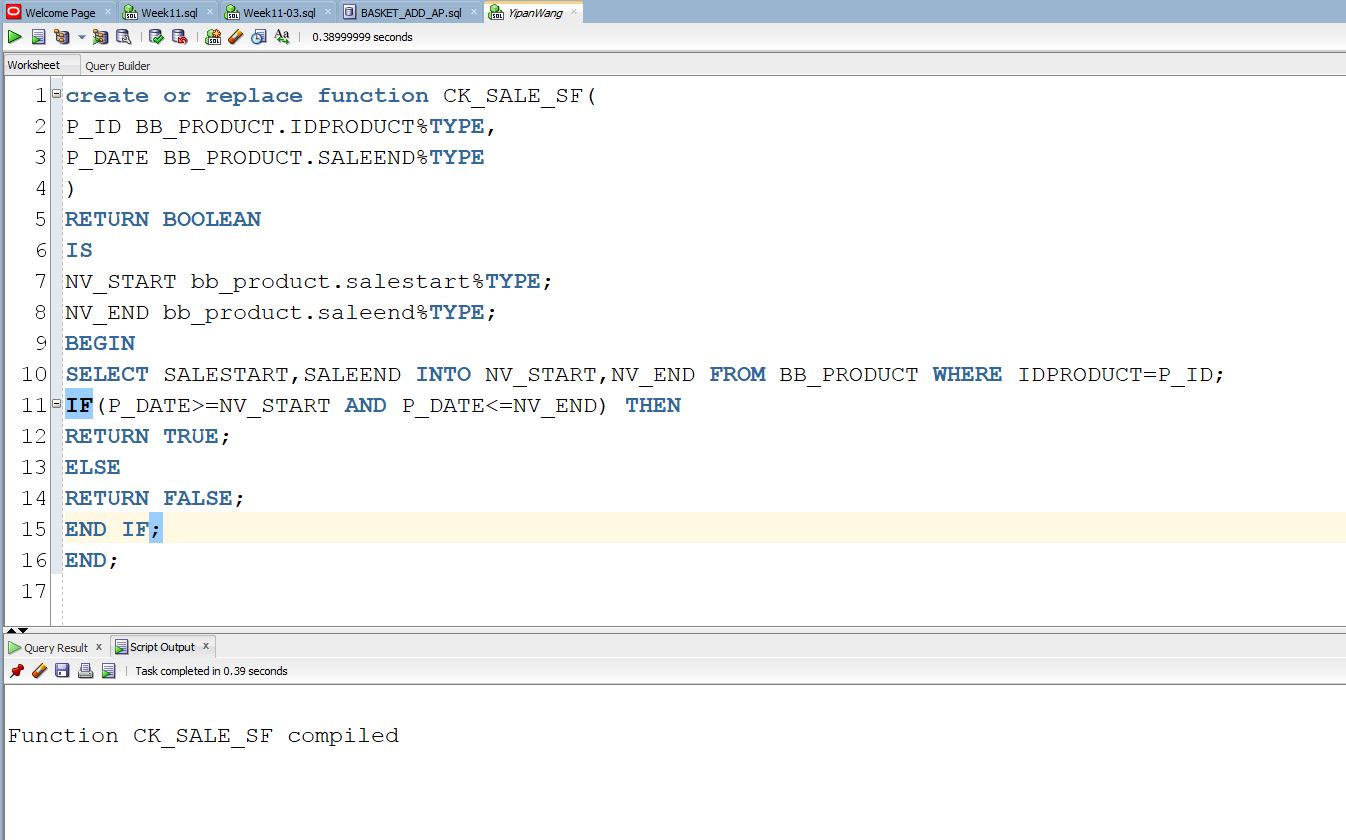 Welcome Page × Week11.sql × Week11-03.sql × BASKET_ADD_AP.sql × YipanWang ×
0.38999999 seconds
Worksheet Query Builder
1 create or replace function CK_SALE_SF(
2 P_ID BB_PRODUCT.IDPRODUCT%TYPE,
3 P_DATE BB_PRODUCT.SALEEND%TYPE
4 )
5 RETURN BOOLEAN
6 IS
7 NV_START bb_product.salestart%TYPE;
8 NV_END bb_product.saleend%TYPE;
9 BEGIN
10 SELECT SALESTART,SALEEND INTO NV_START,NV_END FROM BB_PRODUCT WHERE IDPRODUCT=P_ID;
11 IF(P_DATE>=NV_START AND P_DATE<=NV_END) THEN
12 RETURN TRUE;
13 ELSE
14 RETURN FALSE;
15 END IF;
16 END;
17
Query Result × Script Output ×
Task completed in 0.39 seconds
Function CK_SALE_SF compiled